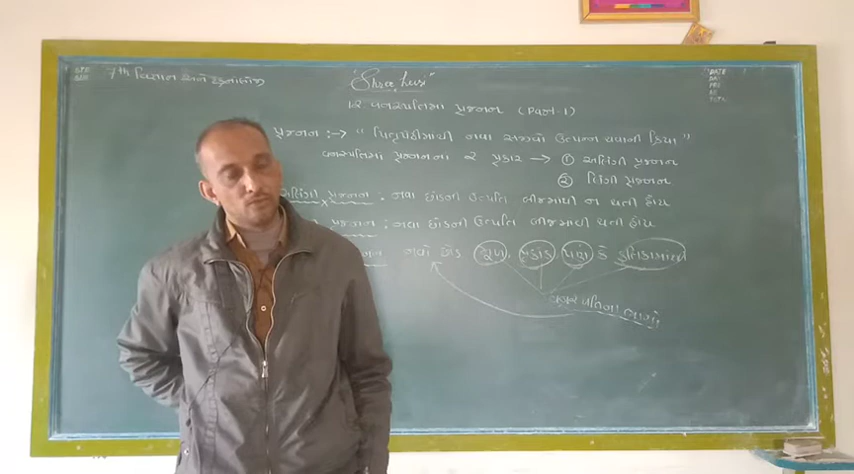 7th વિજ્ઞાન અને ટેકનોલોજી
"Shree Guru"
12 વનસ્પતિમાં પ્રજનન (Part-1)
પ્રજનન :→ "પિતૃપેઢીમાંથી નવા સજીવો ઉત્પન્ન થવાની ક્રિયા"
વનસ્પતિમાં પ્રજનનના ૨ પ્રકાર → ① અલિંગી પ્રજનન
② લિંગી પ્રજનન
અલિંગી પ્રજનન : નવા છોડની ઉત્પત્તિ બીજમાંથી ન થતી હોય
પ્રજનન : નવા છોડની ઉત્પત્તિ બીજમાંથી થતી હોય
નવો છોડ મૂળ, પ્રકાંડ પર્ણ કે કલિકામાંથી
વનસ્પતિના ભાગો
DATE